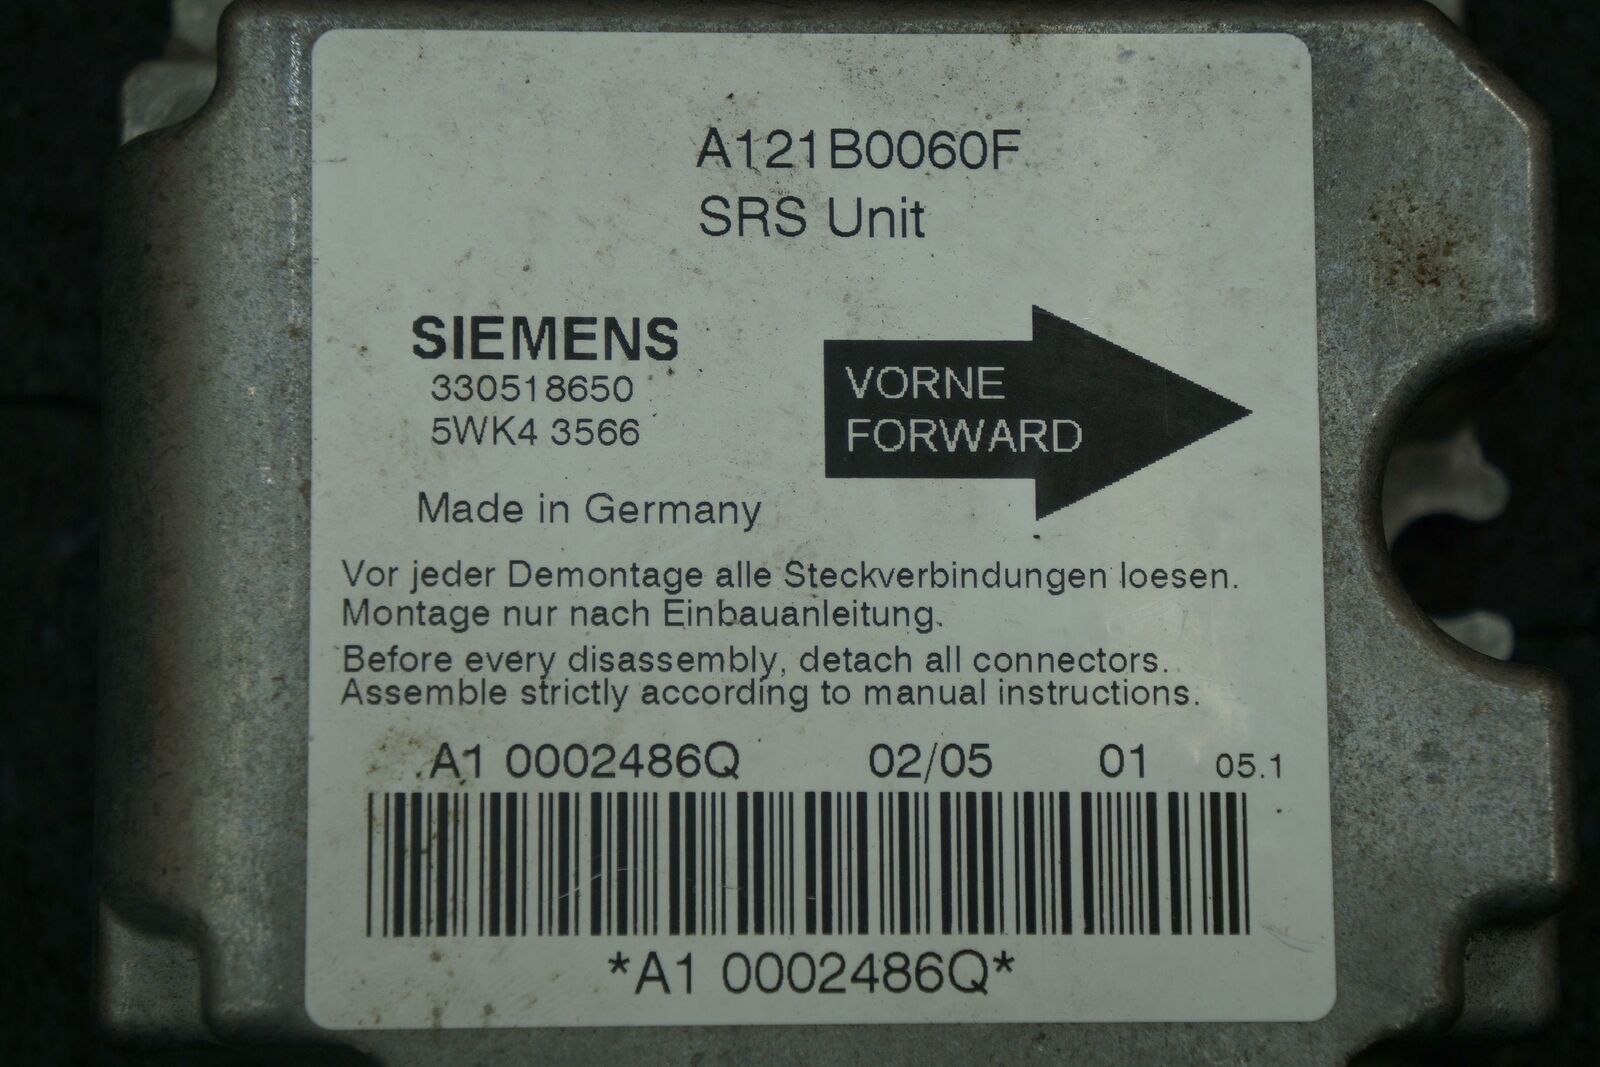 A121B0060F
SRS Unit
SIEMENS
330518650
5WK4 3566
VORNE
FORWARD
Made in Germany
Vor jeder Demontage alle Steckverbindungen loesen.
Montage nur nach Einbauanleitung.
Before every disassembly, detach all connectors.
Assemble strictly according to manual instructions.
A1 0002486Q 02/05 01 05.1
*A1 0002486Q*